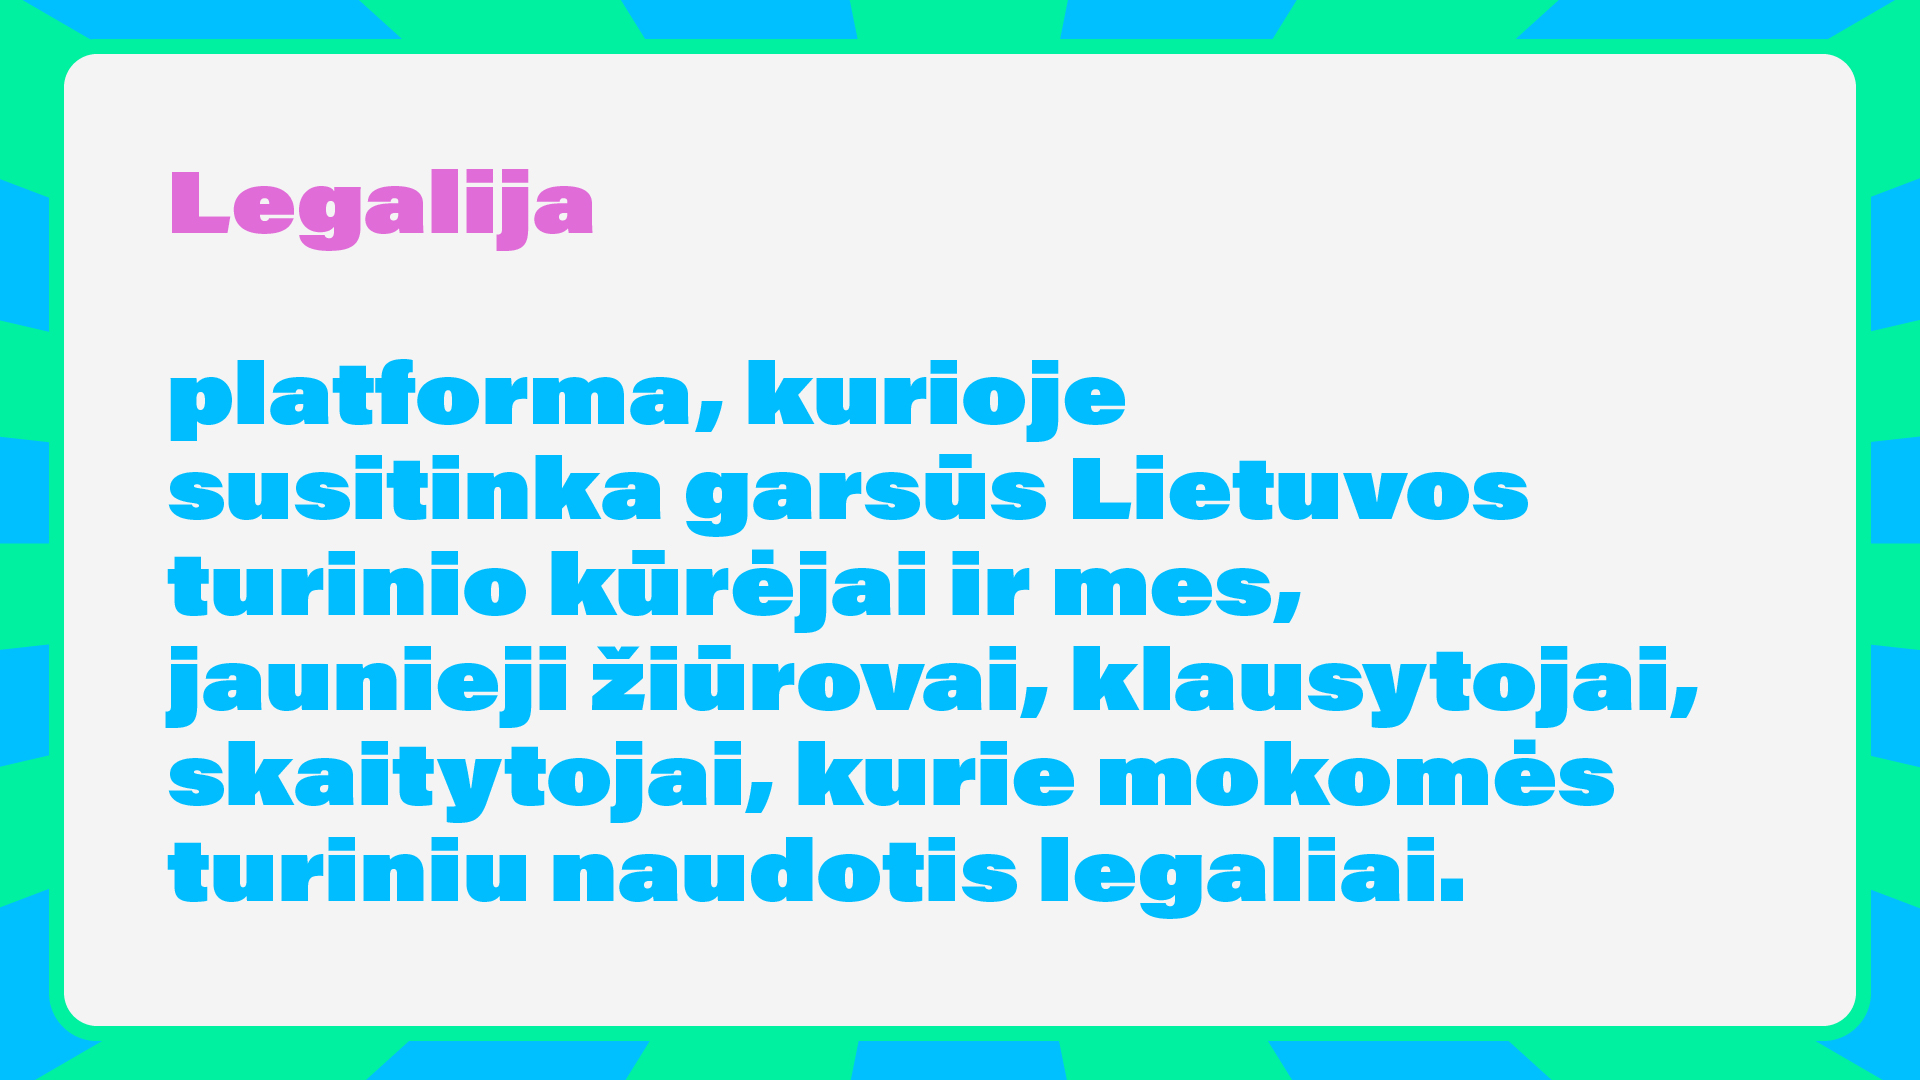 Legalija
platforma, kurioje
susitinka garsūs Lietuvos
turinio kūrėjai ir mes,
jaunieji žiūrovai, klausytojai,
skaitytojai, kurie mokomės
turiniu naudotis legaliai.